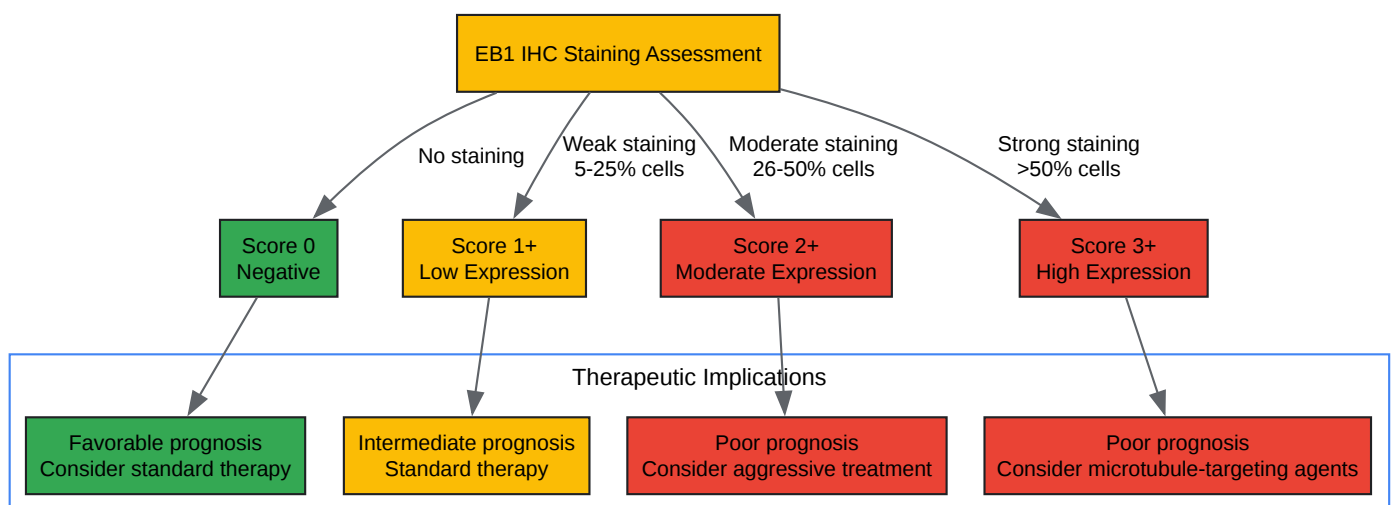 EB1 IHC Staining Assessment
No staining
Weak staining
5-25% cells
Moderate staining
26-50% cells
Strong staining
>50% cells
Score 0
Negative
Score 1+
Low Expression
Score 2+
Moderate Expression
Score 3+
High Expression
Therapeutic Implications
Favorable prognosis
Consider standard therapy
Intermediate prognosis
Standard therapy
Poor prognosis
Consider aggressive treatment
Poor prognosis
Consider microtubule-targeting agents